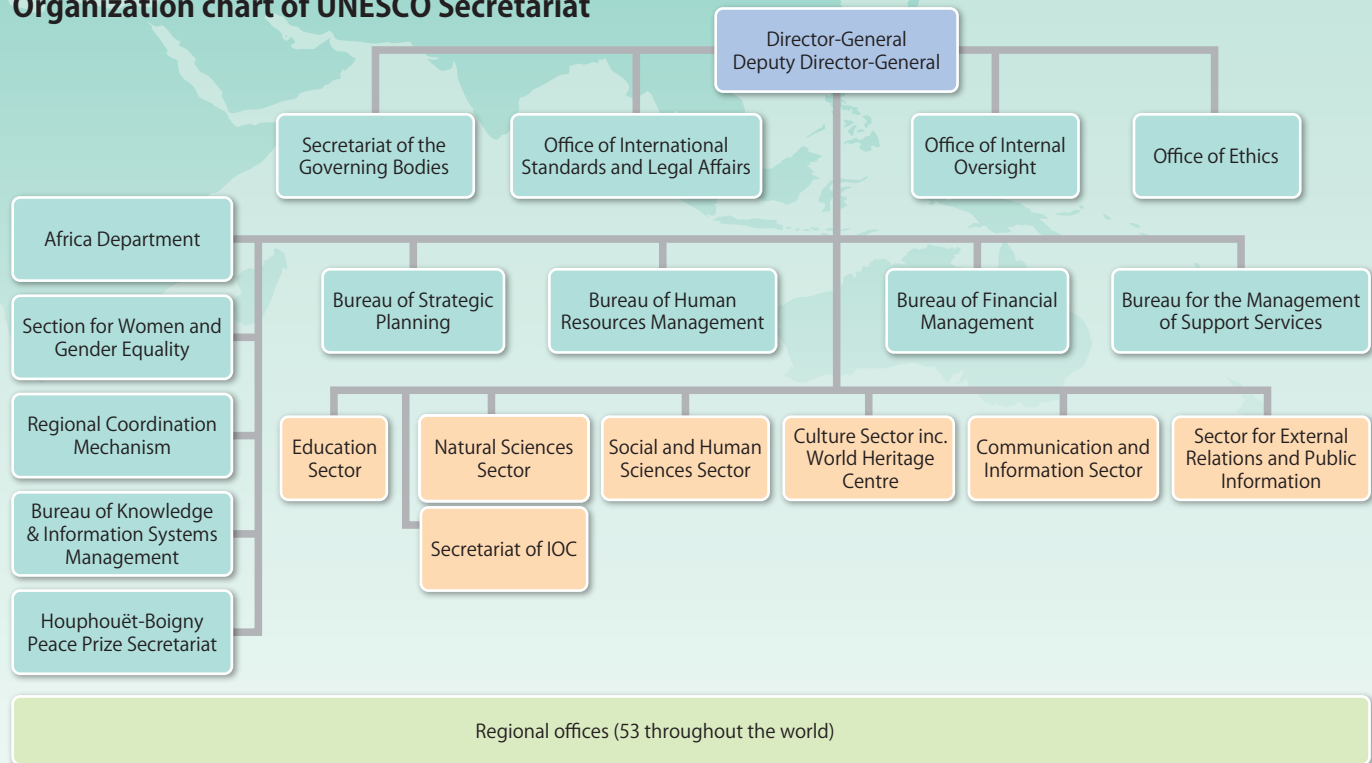 Organization chart of UNESCO Secretariat
Director-General
Deputy Director-General
Secretariat of the
Governing Bodies
Office of International
Standards and Legal Affairs
Office of Internal
Oversight
Office of Ethics
Africa Department
Section for Women and
Gender Equality
Regional Coordination
Mechanism
Bureau of Knowledge
& Information Systems
Management
Houphouët-Boigny
Peace Prize Secretariat
Bureau of Strategic
Planning
Bureau of Human
Resources Management
Bureau of Financial
Management
Bureau for the Management
of Support Services
Education
Sector
Natural Sciences
Sector
Secretariat of IOC
Social and Human
Sciences Sector
Culture Sector inc.
World Heritage
Centre
Communication and
Information Sector
Sector for External
Relations and Public
Information
Regional offices (53 throughout the world)